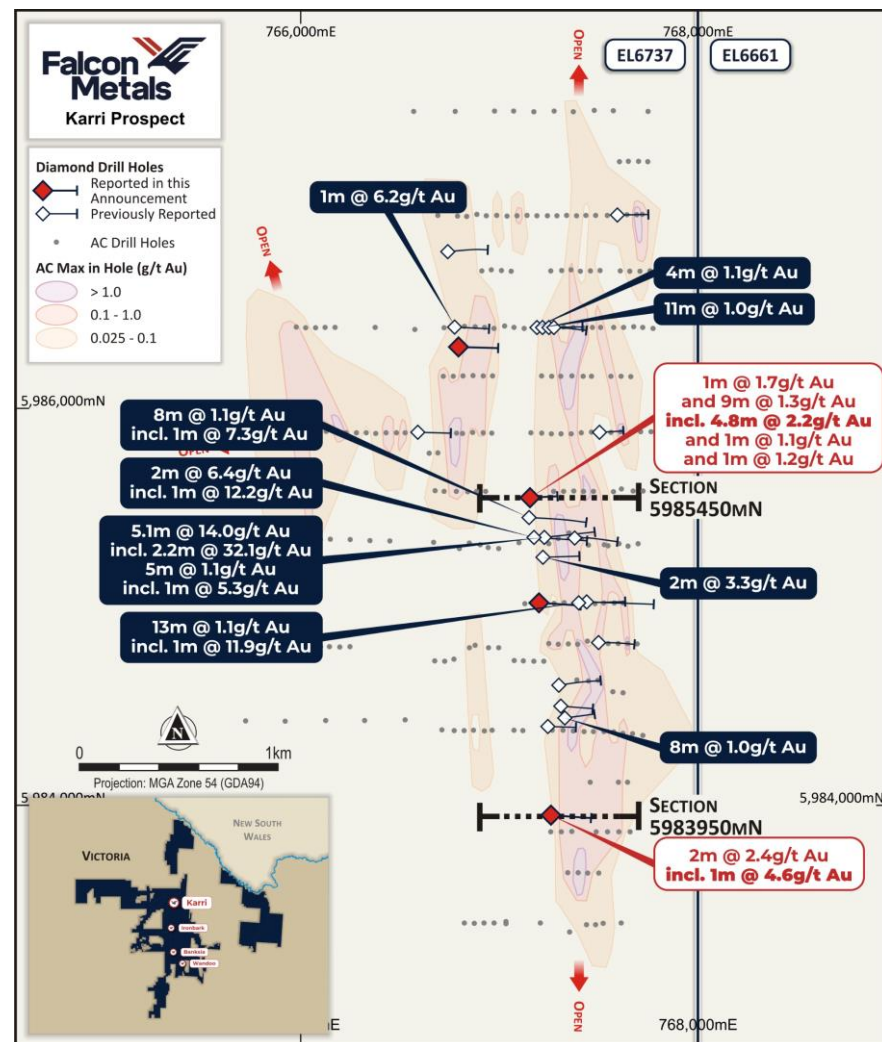 766,000mE
768,000mE
Falcon
Metals
Karri Prospect
OPEN
EL6737
EL6661
Diamond Drill Holes
Reported in this
Announcement
Previously Reported
AC Drill Holes
AC Max in Hole (g/t Au)
> 1.0
0.1 - 1.0
0.025 - 0.1
1m @ 6.2g/t Au
OPEN
4m @ 1.1g/t Au
11m @ 1.0g/t Au
5,986,000mN
1m @ 1.7g/t Au
and 9m @ 1.3g/t Au
incl. 4.8m @ 2.2g/t Au
and 1m @ 1.1g/t Au
and 1m @ 1.2g/t Au
8m @ 1.1g/t Au
incl. 1m @ 7.3g/t Au
2m @ 6.4g/t Au
incl. 1m @ 12.2g/t Au
SECTION
5985450MN
5.1m @ 14.0g/t Au
incl. 2.2m @ 32.1g/t Au
5m @ 1.1g/t Au
incl. 1m @ 5.3g/t Au
2m @ 3.3g/t Au
13m @ 1.1g/t Au
incl. 1m @ 11.9g/t Au
N
0
1km
Projection: MGA Zone 54 (GDA94)
8m @ 1.0g/t Au
5,984,000mN
5,984,000mN
SECTION
5983950MN
2m @ 2.4g/t Au
incl. 1m @ 4.6g/t Au
NEW SOUTH
WALES
VICTORIA
Karri
Ironbark
Banksia
Wandoo
OPEN
mE
768,000mE